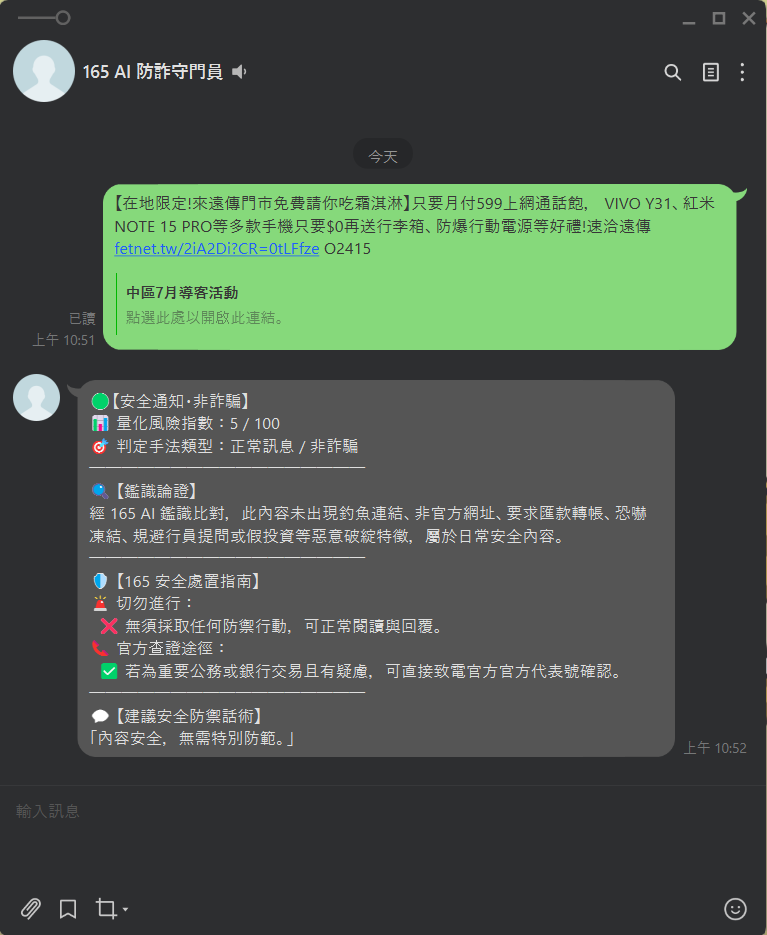 165 AI 防詐守門員
今天
【在地限定!來遠傳門市免費請你吃霜淇淋】只要月付599上網通話飽, VIVO Y31、紅米
NOTE 15 PRO等多款手機只要$0再送行李箱、防爆行動電源等好禮!速洽遠傳
fetnet.tw/2iA2Di?CR=0tLFfze O2415
中區7月導客活動
點選此處以開啟此連結。
已讀
上午 10:51
【安全通知·非詐騙】
量化風險指數：5 / 100
判定手法類型：正常訊息 / 非詐騙
【鑑識論證】
經 165 AI 鑑識比對, 此內容未出現釣魚連結、非官方網址、要求匯款轉帳、恐嚇
凍結、規避行員提問或假投資等惡意破綻特徵, 屬於日常安全內容。
【165 安全處置指南】
切勿進行：
無須採取任何防禦行動, 可正常閱讀與回覆。
官方查證途徑：
若為重要公務或銀行交易且有疑慮, 可直接致電官方官方代表號確認。
【建議安全防禦話術】
「內容安全, 無需特別防範。」
上午 10:52
輸入訊息